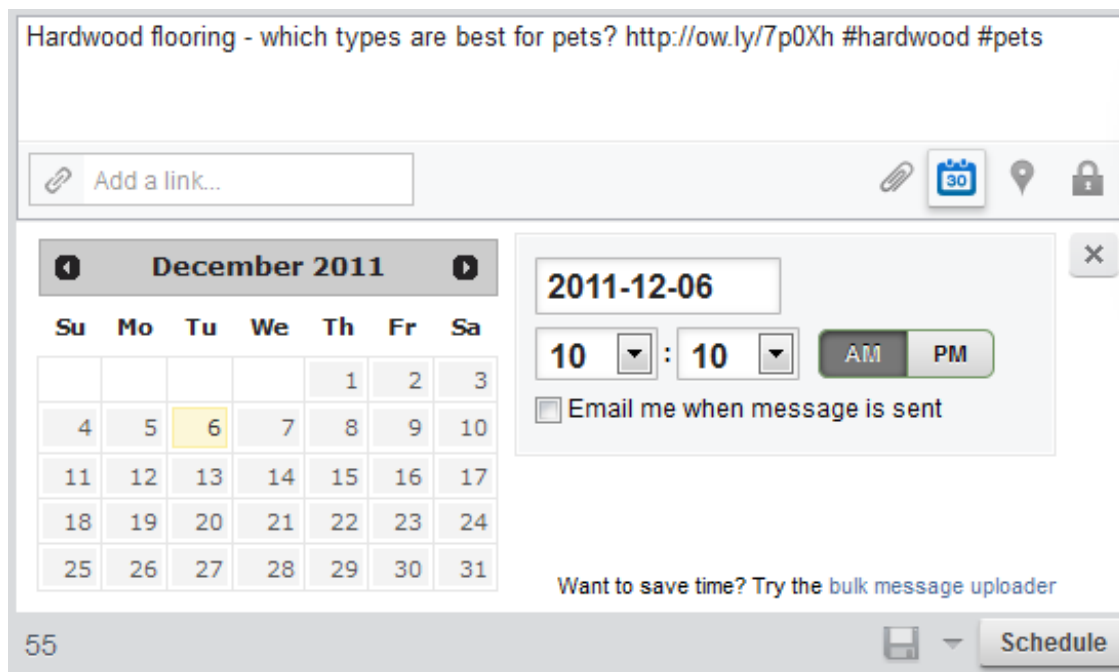 Hardwood flooring - which types are best for pets? http://ow.ly/7p0Xh #hardwood #pets
Add a link...
30
December 2011
Su Mo Tu We Th Fr Sa
1 2 3
4 5 6 7 8 9 10
11 12 13 14 15 16 17
18 19 20 21 22 23 24
25 26 27 28 29 30 31
2011-12-06
10 : 10 AM PM
Email me when message is sent
Want to save time? Try the bulk message uploader
55
Schedule